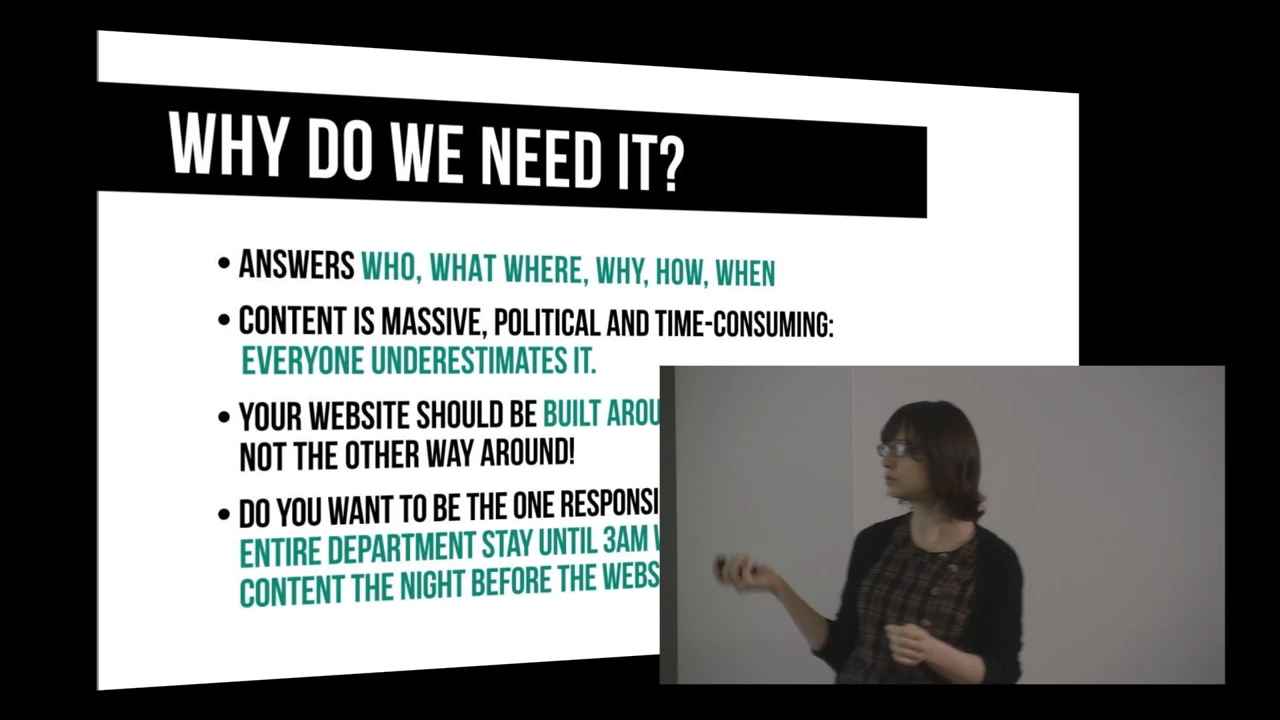 WHY DO WE NEED IT?
• ANSWERS WHO, WHAT WHERE, WHY, HOW, WHEN
• CONTENT IS MASSIVE, POLITICAL AND TIME-CONSUMING:
EVERYONE UNDERESTIMATES IT.
• YOUR WEBSITE SHOULD BE BUILT
NOT THE OTHER WAY AROUND!
• DO YOU WANT TO BE THE ONE
ENTIRE DEPARTMENT STAY UNTIL 3AM
CONTENT THE NIGHT BEFORE THE